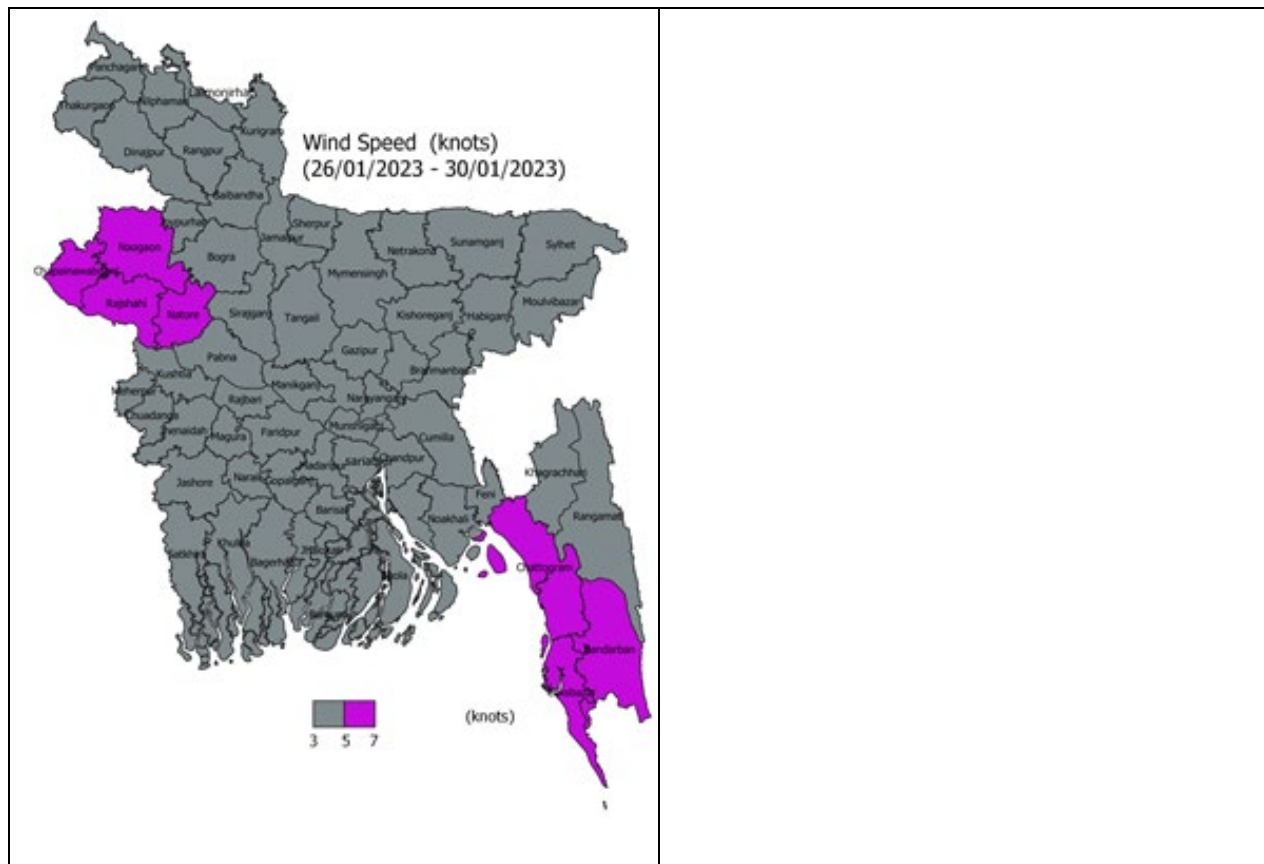 Panchagarh
Lalmonirhat
Thakurgaon
Nilphamari
Kurigram
Wind Speed (knots)
(26/01/2023 - 30/01/2023)
Dinajpur
Rangpur
Gaibandha
Joypurhat
Sherpur
Jamalpur
Naogaon
Bogra
Netrakona
Sunamganj
Sylhet
Mymensingh
Chapainawabganj
Rajshahi
Natore
Sirajganj
Tangail
Kishoreganj
Habiganj
Moulvibazar
Pabna
Gazipur
Brahmanbaria
Kushtia
Manikganj
Meherpur
Rajbari
Narayanganj
Chuadanga
Jhenaidah
Magura
Faridpur
Munshiganj
Cumilla
Madaripur
Sariatpur
Chandpur
Khagrachhari
Jashore
Narail
Gopalganj
Feni
Barisal
Noakhali
Rangamati
Satkhira
Khulna
Bagerhat
Jhalokati
Bhola
Chattogram
Barguna
Bandarban
(knots)
3 5 7